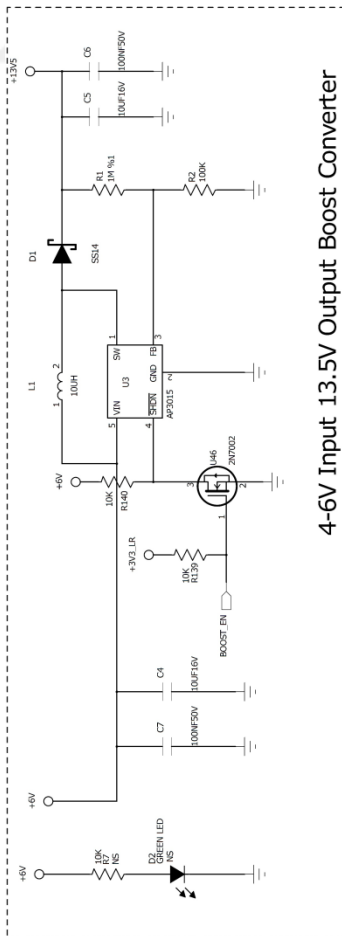 +6V
10K
R7
NS
D2
GREEN LED
NS
+6V
C7
100NF50V
C4
10UF16V
+3V3_LR
10K
R139
BOOST_EN
1
U46
2N7002
3
2
+6V
10K
R140
L1
1 2
10UH
5 VIN
SW 1
U3
4 SHDN
GND
FB 3
2
AP3015
D1
SS14
R1
1M %1
R2
100K
C5
10UF16V
C6
100NF50V
+13V5
4-6V Input 13.5V Output Boost Converter